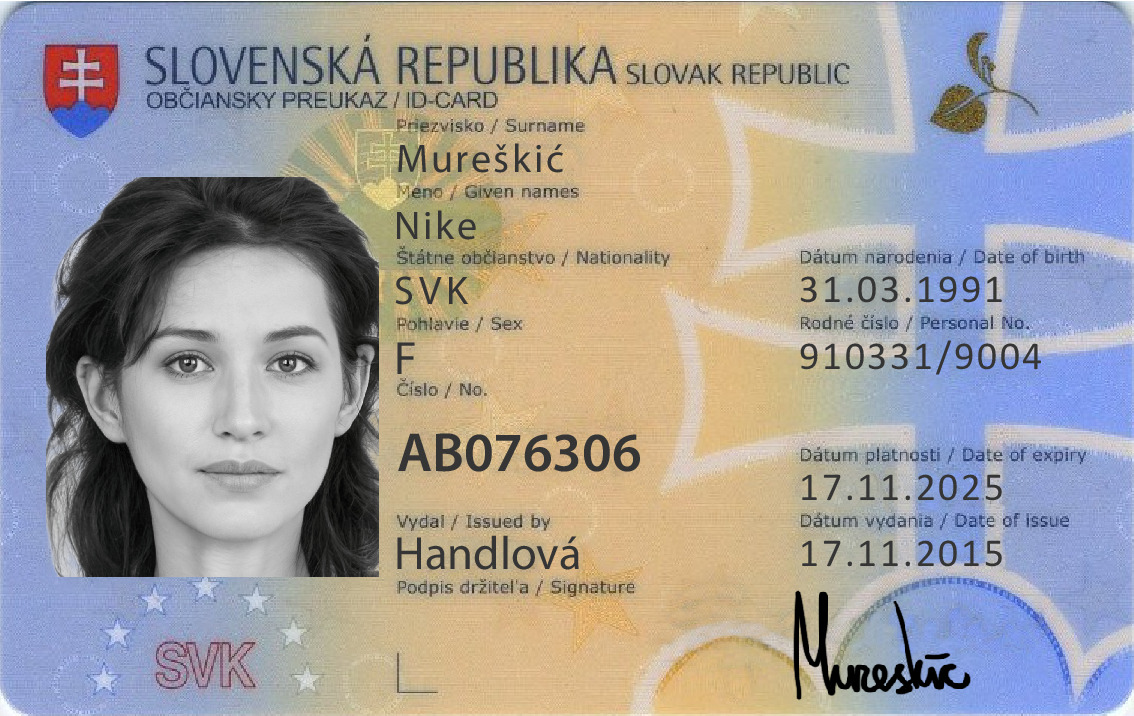 SLOVENSKÁ REPUBLIKA SLOVAK REPUBLIC
OBČIANSKY PREUKAZ / ID-CARD
Priezvisko / Surname
Mureškić
Meno / Given names
Nike
Štátne občianstvo / Nationality
SVK
Pohlavie / Sex
F
Číslo / No.
AB076306
Vydal / Issued by
Handlová
Podpis držiteľa / Signature
Dátum narodenia / Date of birth
31.03.1991
Rodné číslo / Personal No.
910331/9004
Dátum platnosti / Date of expiry
17.11.2025
Dátum vydania / Date of issue
17.11.2015
Mureskic
SVK